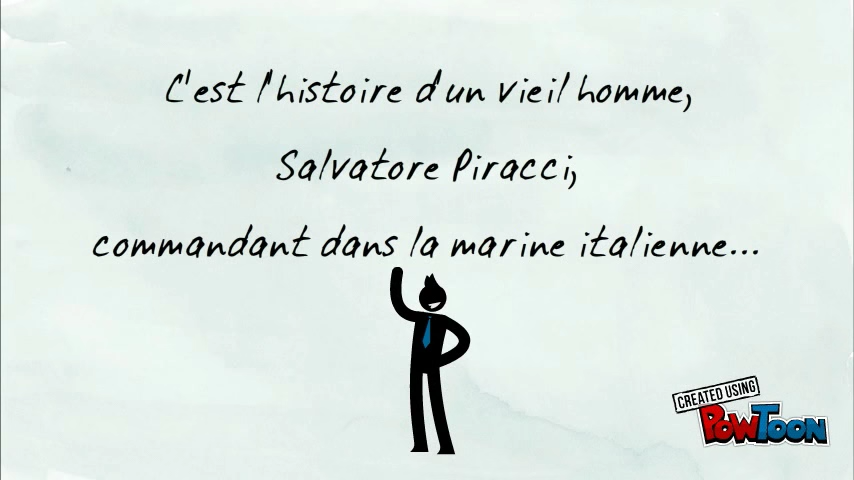 C'est l'histoire d'un vieil homme,
Salvatore Piracci,
commandant dans la marine italienne...
CREATED USING
POWTOON